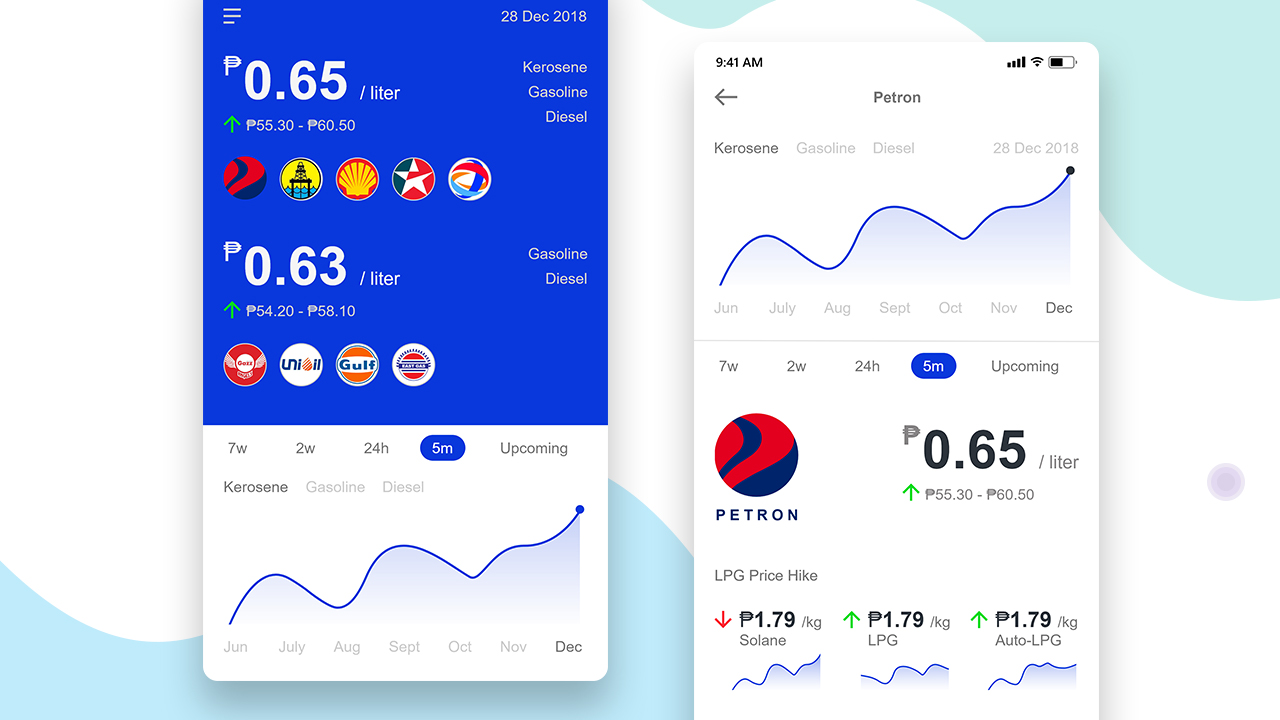 28 Dec 2018
₱0.65 / liter
₱55.30 - ₱60.50
Kerosene
Gasoline
Diesel
₱0.63 / liter
₱54.20 - ₱58.10
Gasoline
Diesel
Gazz
UNIOIL
Gulf
EAST GAS
7w 2w 24h 5m Upcoming
Kerosene Gasoline Diesel
Jun July Aug Sept Oct Nov Dec
9:41 AM
Petron
Kerosene Gasoline Diesel 28 Dec 2018
Jun July Aug Sept Oct Nov Dec
7w 2w 24h 5m Upcoming
PETRON
₱0.65 / liter
₱55.30 - ₱60.50
LPG Price Hike
₱1.79 /kg
Solane
₱1.79 /kg
LPG
₱1.79 /kg
Auto-LPG